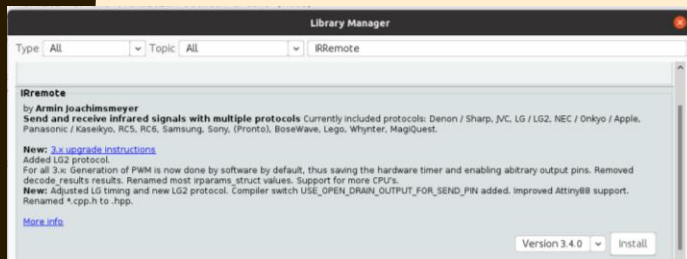 Library Manager
Type All Topic All IRRemote
IRremote
by Armin Joachimsmeyer
Send and receive infrared signals with multiple protocols Currently included protocols: Denon / Sharp, JVC, LG / LG2, NEC / Onkyo / Apple,
Panasonic / Kaseikyo, RC5, RC6, Samsung, Sony, (Pronto), BoseWave, Lego, Whynter, MagiQuest.
New: 3.x upgrade instructions
Added LG2 protocol.
For all 3.x: Generation of PWM is now done by software by default, thus saving the hardware timer and enabling abitrary output pins. Removed
decode_results results. Renamed most irparams_struct values. Support for more CPU's.
New: Adjusted LG timing and new LG2 protocol. Compiler switch USE_OPEN_DRAIN_OUTPUT_FOR_SEND_PIN added. Improved Attiny88 support.
Renamed *.cpp.h to .hpp.
More info
Version 3.4.0 Install